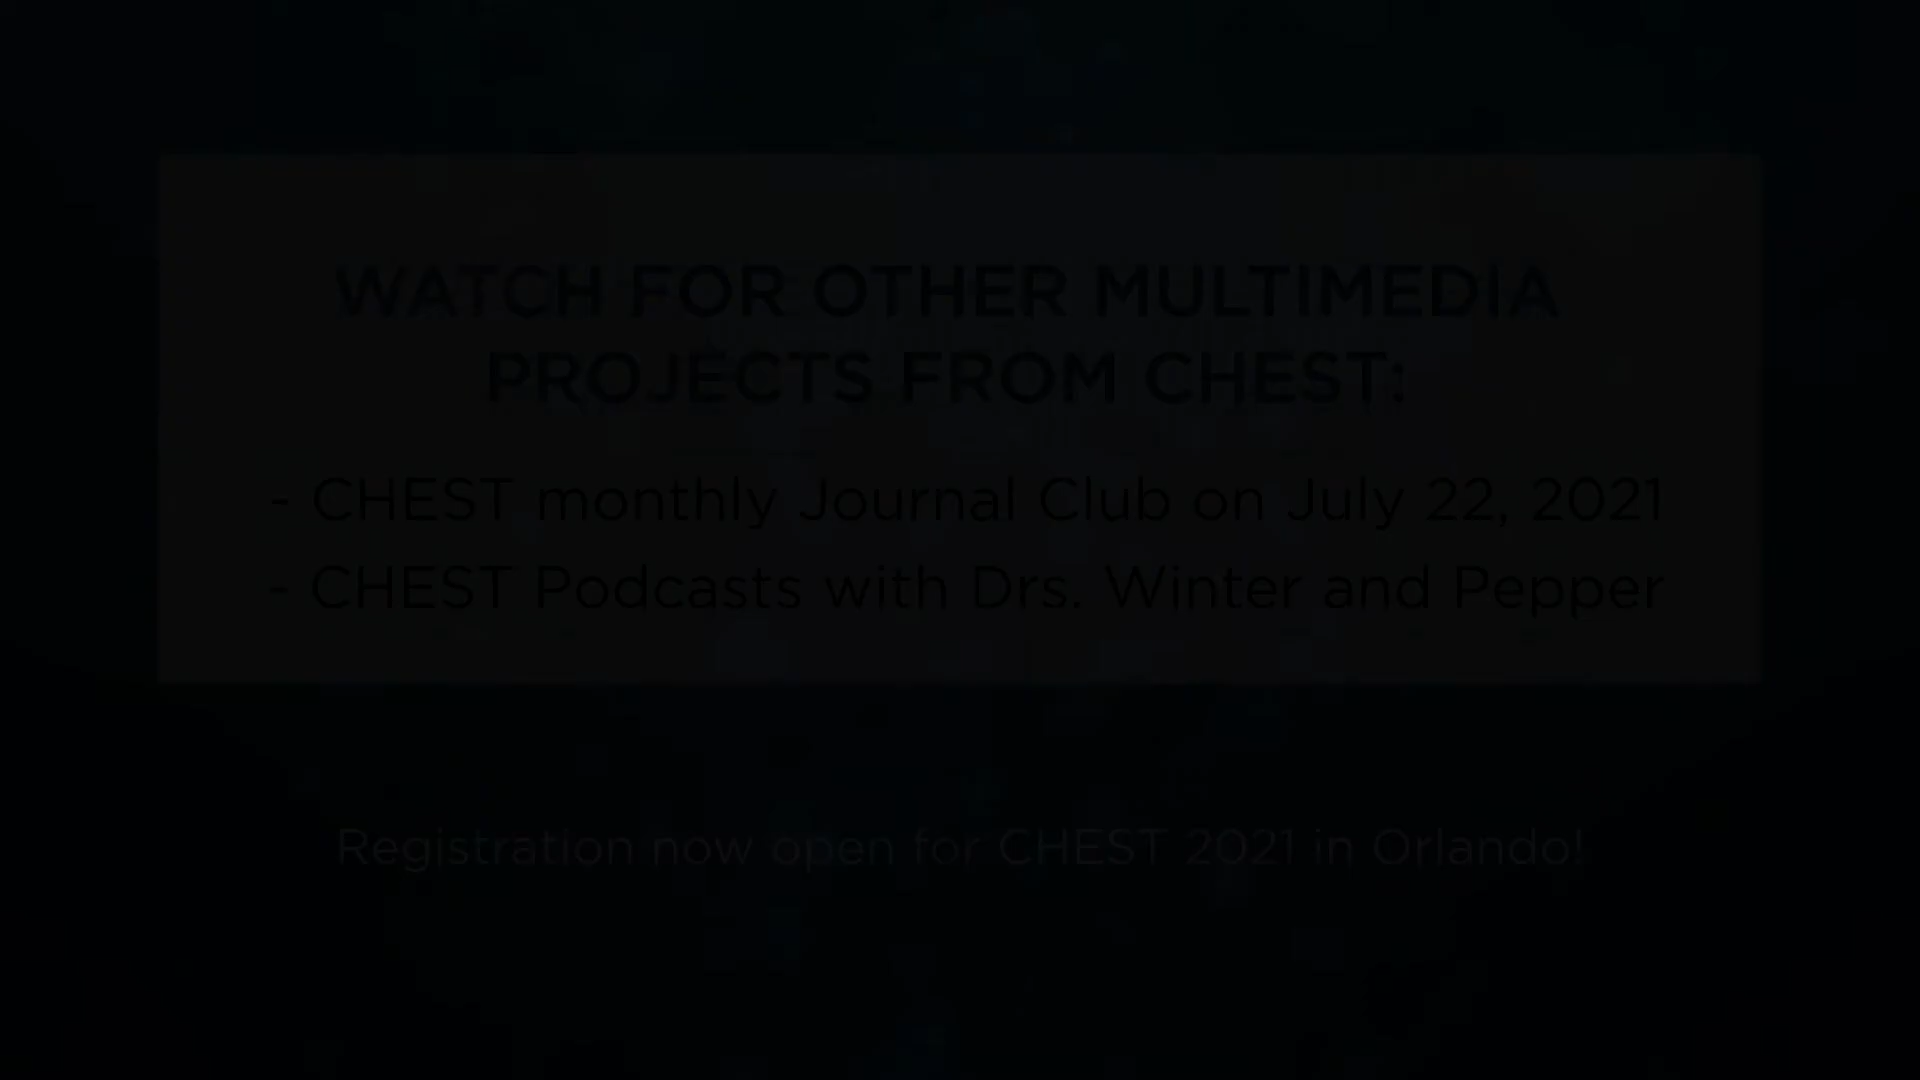 WATCH FOR OTHER MULTIMEDIA
PROJECTS FROM CHEST:
- CHEST monthly Journal Club on July 22, 2021
- CHEST Podcasts with Drs. Winter and Pepper
Registration now open for CHEST 2021 in Orlando!